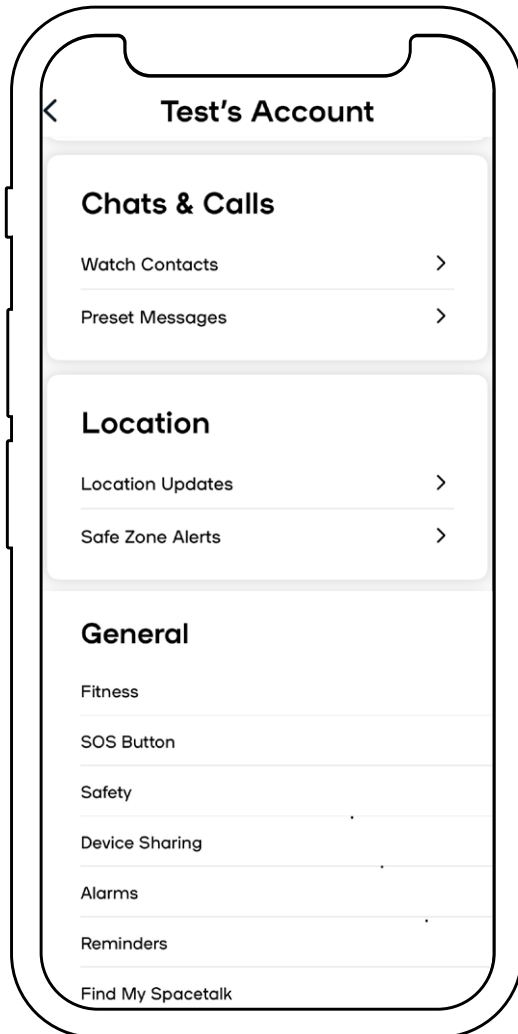 Test's Account
Chats & Calls
Watch Contacts
Preset Messages
Location
Location Updates
Safe Zone Alerts
General
Fitness
SOS Button
Safety
Device Sharing
Alarms
Reminders
Find My Spacetalk